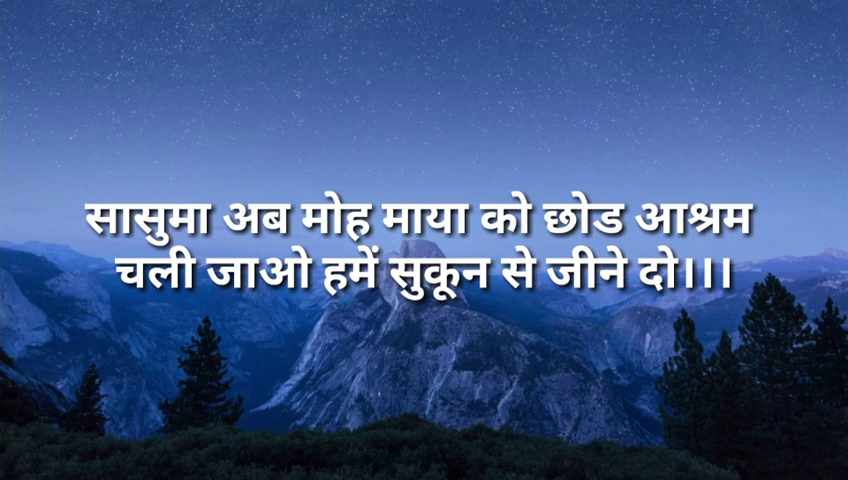 सासुमा अब मोह माया को छोड आश्रम
चली जाओ हमें सुकून से जीने दो।।।